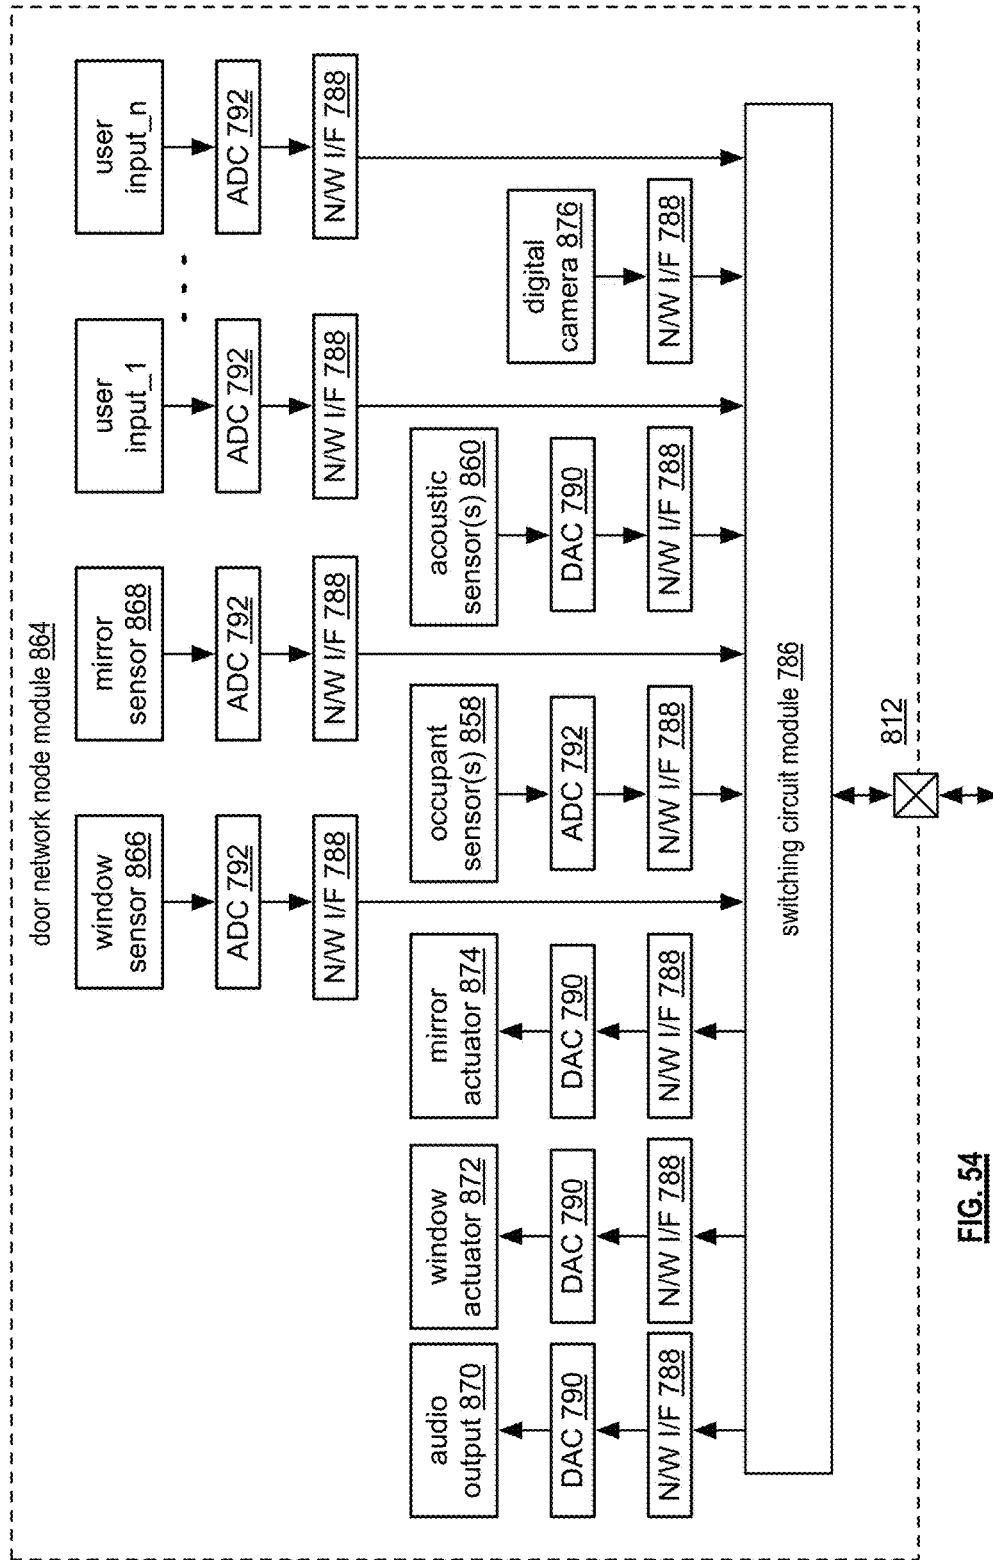 door network node module 864
window
sensor 866
ADC 792
N/W I/F 788
mirror
sensor 868
ADC 792
N/W I/F 788
user
input_1
ADC 792
N/W I/F 788
user
input_n
ADC 792
N/W I/F 788
audio
output 870
DAC 790
N/W I/F 788
window
actuator 872
DAC 790
N/W I/F 788
mirror
actuator 874
DAC 790
N/W I/F 788
occupant
sensor(s) 858
ADC 792
N/W I/F 788
acoustic
sensor(s) 860
DAC 790
N/W I/F 788
digital
camera 876
N/W I/F 788
switching circuit module 786
812
FIG. 54